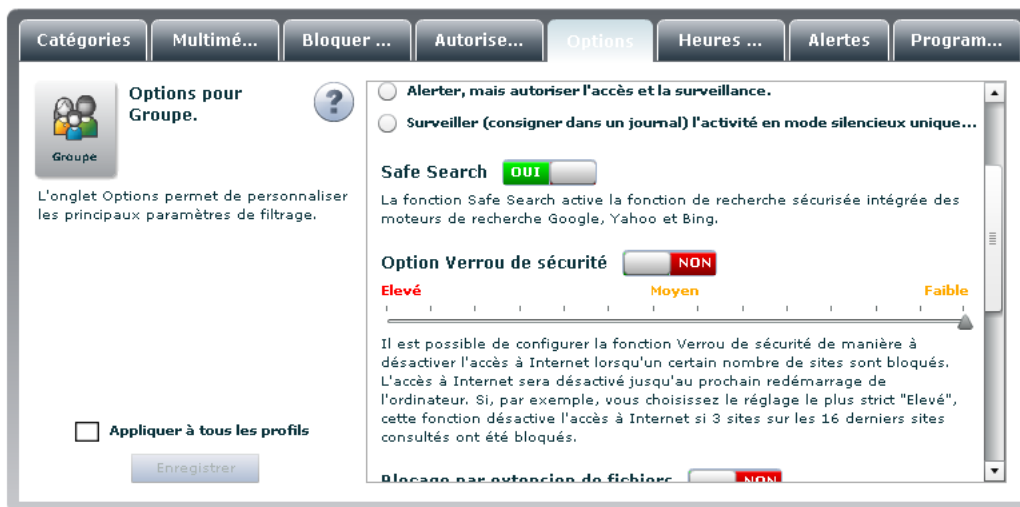 Catégories
Multimé...
Bloquer ...
Autorise...
Options
Heures ...
Alertes
Program...
Options pour
Groupe.
?
Groupe
L'onglet Options permet de personnaliser
les principaux paramètres de filtrage.
Appliquer à tous les profils
Enregistrer
Alerter, mais autoriser l'accès et la surveillance.
Surveiller (consigner dans un journal) l'activité en mode silencieux unique...
Safe Search OUI
La fonction Safe Search active la fonction de recherche sécurisée intégrée des
moteurs de recherche Google, Yahoo et Bing.
Option Verrou de sécurité NON
Elevé Moyen Faible
Il est possible de configurer la fonction Verrou de sécurité de manière à
désactiver l'accès à Internet lorsqu'un certain nombre de sites sont bloqués.
L'accès à Internet sera désactivé jusqu'au prochain redémarrage de
l'ordinateur. Si, par exemple, vous choisissez le réglage le plus strict "Elevé",
cette fonction désactive l'accès à Internet si 3 sites sur les 16 derniers sites
consultés ont été bloqués.
Blocage par extension de fichiers NON